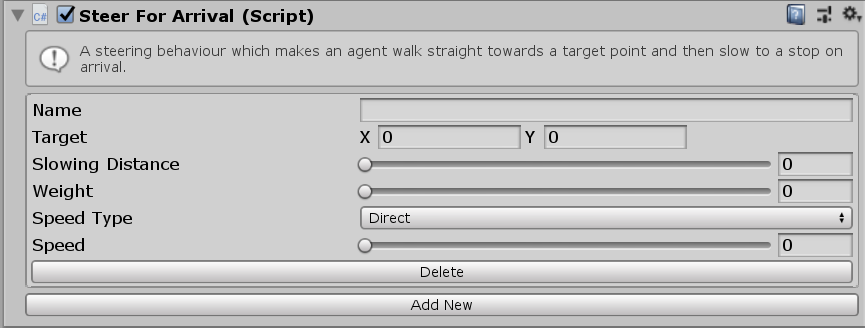 C#
Steer For Arrival (Script)
A steering behaviour which makes an agent walk straight towards a target point and then slow to a stop on
arrival.
Name
Target X 0 Y 0
Slowing Distance 0
Weight 0
Speed Type Direct
Speed 0
Delete
Add New